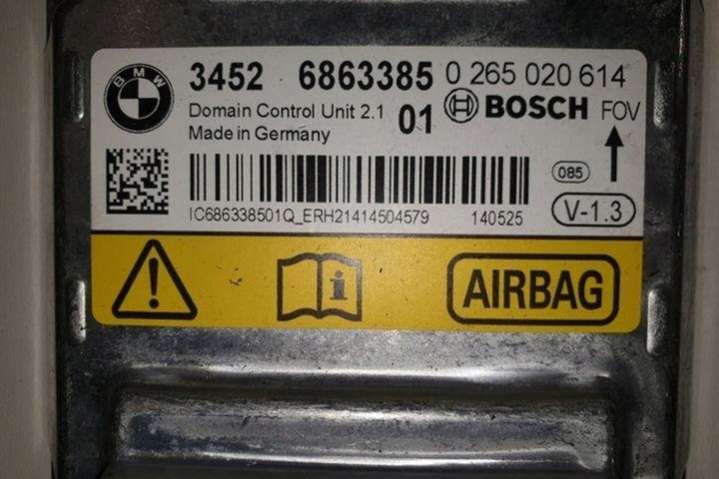 BMW
3452 6863385 0 265 020 614
Domain Control Unit 2.1 01 BOSCH FOV
Made in Germany
085
IC686338501Q_ERH21414504579 140525
V-1.3
i
AIRBAG